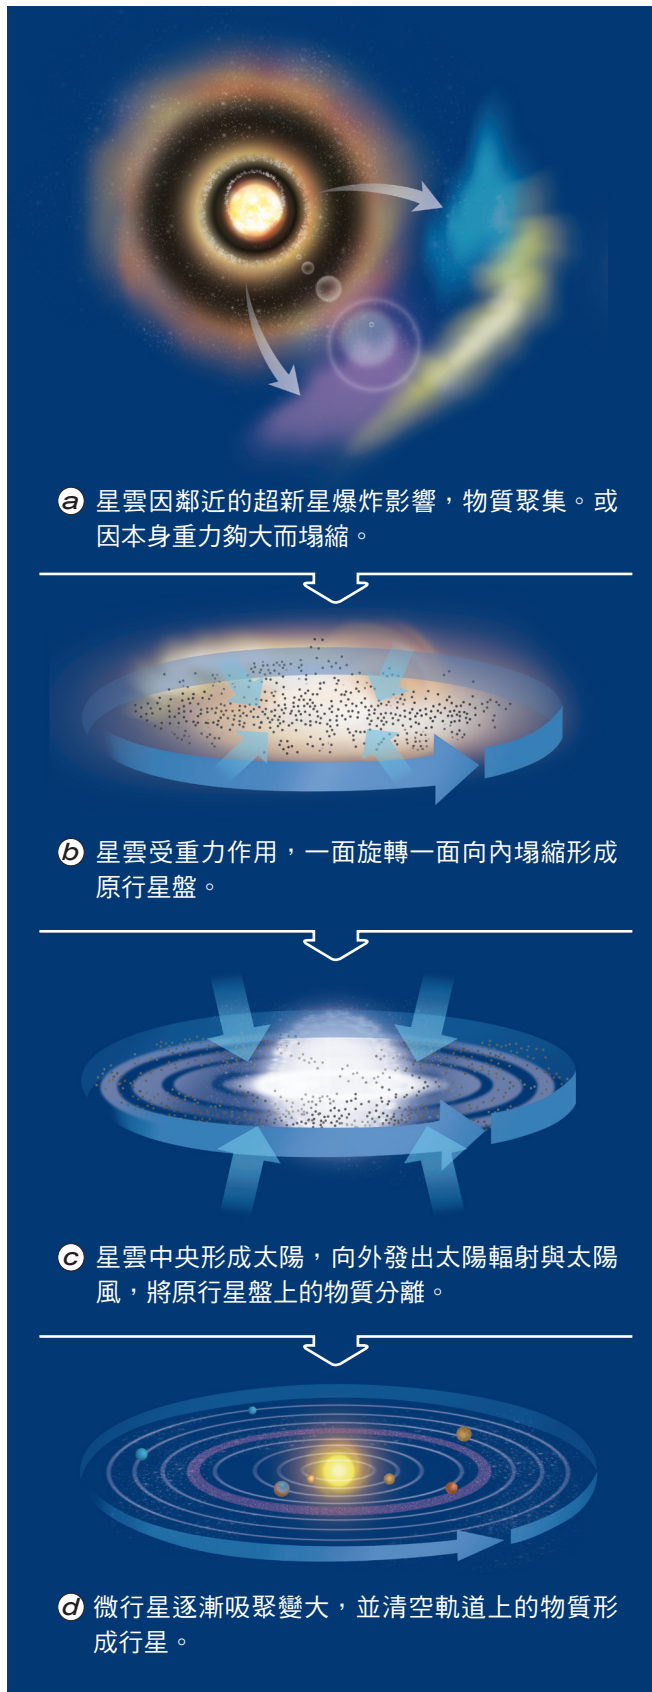 a 星雲因鄰近的超新星爆炸影響，物質聚集。或
因本身重力夠大而塌縮。
b 星雲受重力作用，一面旋轉一面向內塌縮形成
原行星盤。
c 星雲中央形成太陽，向外發出太陽輻射與太陽
風，將原行星盤上的物質分離。
d 微行星逐漸吸聚變大，並清空軌道上的物質形
成行星。